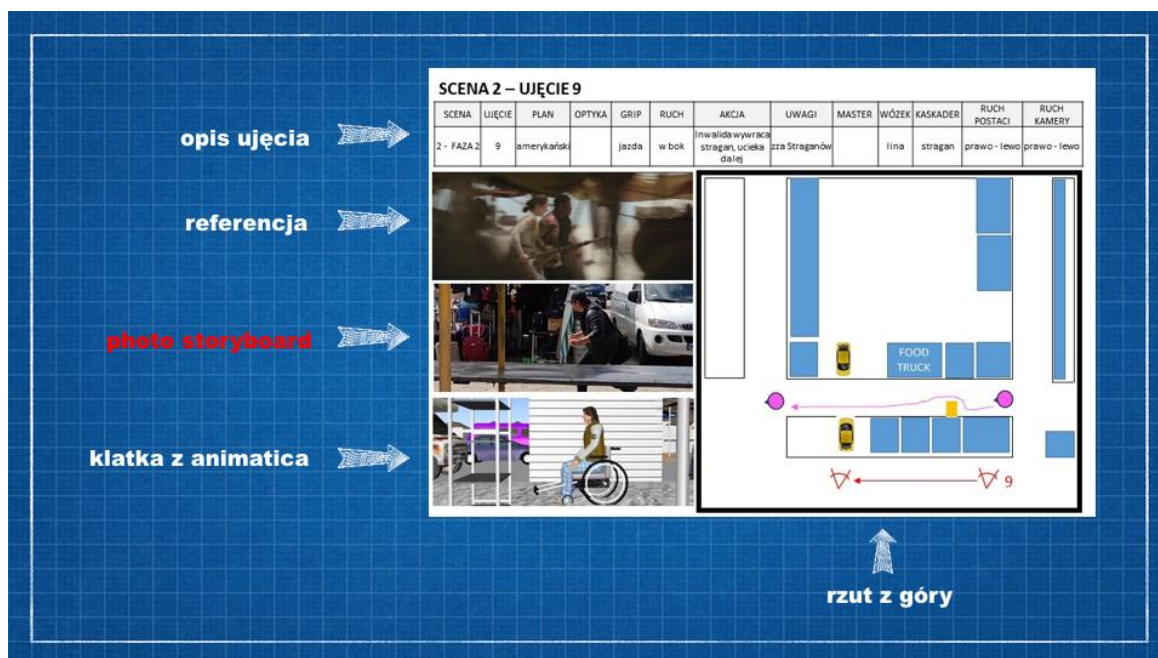 SCENA 2 – UJĘCIE 9
SCENA UJĘCIE PLAN OPTYKA GRIP RUCH AKCJA UWAGI MASTER WÓZEK KASKADER RUCH POSTACI RUCH KAMERY
2 - FAZA 2 9 amerykański jazda w bok Inwalida wywraca stragan, ucieka dalej zza Straganów lina stragan prawo - lewo prawo - lewo
opis ujęcia
referencja
photo storyboard
klatka z animatica
FOOD
TRUCK
9
rzut z góry